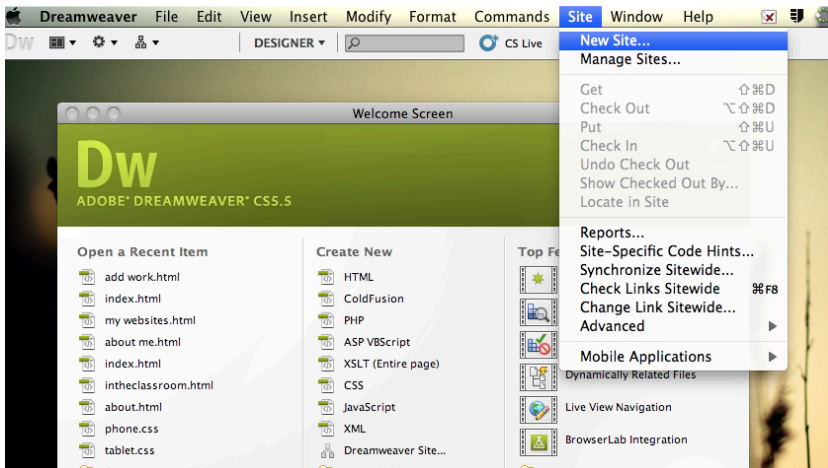 Dreamweaver File Edit View Insert Modify Format Commands Site Window Help
DW DESIGNER CS Live
New Site...
Manage Sites...
Get ⇧⌘D
Check Out ⌥⇧⌘D
Put ⇧⌘U
Check In ⌥⇧⌘U
Undo Check Out
Show Checked Out By...
Locate in Site
Reports...
Site-Specific Code Hints...
Synchronize Sitewide...
Check Links Sitewide ⌘F8
Change Link Sitewide...
Advanced
Mobile Applications
Welcome Screen
Dw
ADOBE® DREAMWEAVER® CS5.5
Open a Recent Item
add work.html
index.html
my websites.html
about me.html
index.html
intheclassroom.html
about.html
phone.css
tablet.css
Create New
HTML
ColdFusion
PHP
ASP VBScript
XSLT (Entire page)
CSS
JavaScript
XML
Dreamweaver Site...
Top Fe
Dynamically Related Files
Live View Navigation
BrowserLab Integration